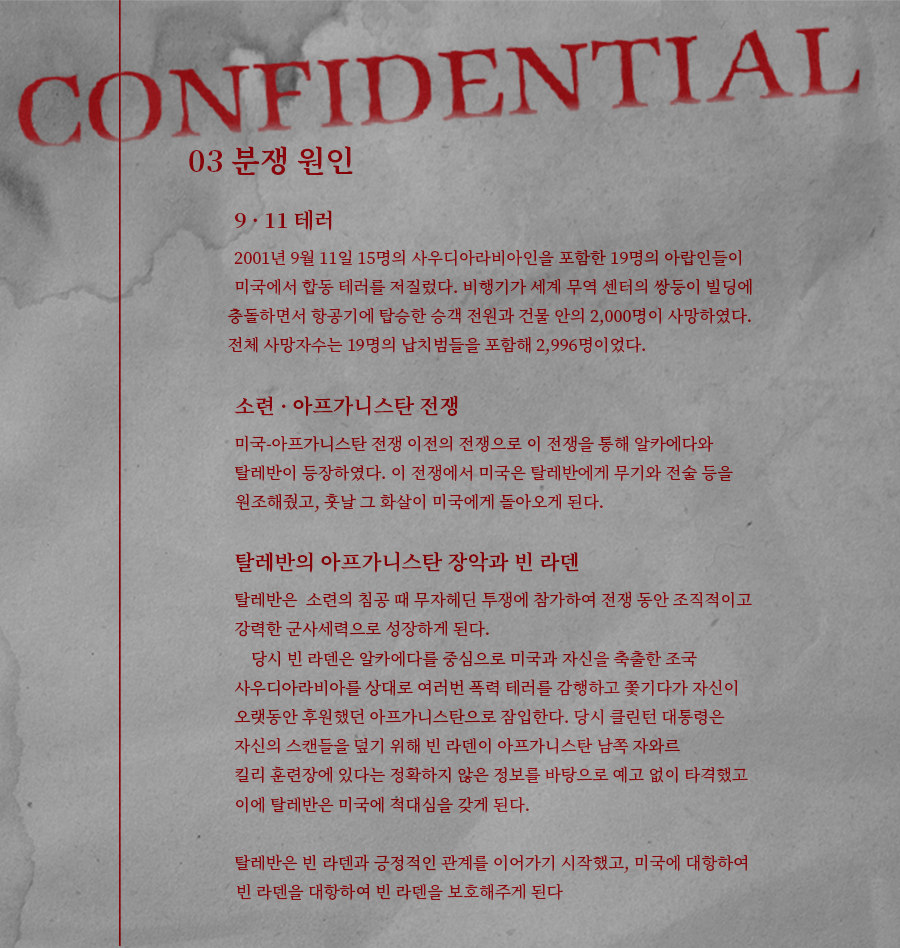 CONFIDENTIAL
03 분쟁 원인
9 · 11 테러
2001년 9월 11일 15명의 사우디아라비아인을 포함한 19명의 아랍인들이
미국에서 합동 테러를 저질렀다. 비행기가 세계 무역 센터의 쌍둥이 빌딩에
충돌하면서 항공기에 탑승한 승객 전원과 건물 안의 2,000명이 사망하였다.
전체 사망자수는 19명의 납치범들을 포함해 2,996명이었다.
소련 · 아프가니스탄 전쟁
미국-아프가니스탄 전쟁 이전의 전쟁으로 이 전쟁을 통해 알카에다와
탈레반이 등장하였다. 이 전쟁에서 미국은 탈레반에게 무기와 전술 등을
원조해줬고, 훗날 그 화살이 미국에게 돌아오게 된다.
탈레반의 아프가니스탄 장악과 빈 라덴
탈레반은 소련의 침공 때 무자헤딘 투쟁에 참가하여 전쟁 동안 조직적이고
강력한 군사세력으로 성장하게 된다.
당시 빈 라덴은 알카에다를 중심으로 미국과 자신을 축출한 조국
사우디아라비아를 상대로 여러번 폭력 테러를 감행하고 쫓기다가 자신이
오랫동안 후원했던 아프가니스탄으로 잠입한다. 당시 클린턴 대통령은
자신의 스캔들을 덮기 위해 빈 라덴이 아프가니스탄 남쪽 자와르
킬리 훈련장에 있다는 정확하지 않은 정보를 바탕으로 예고 없이 타격했고
이에 탈레반은 미국에 적대심을 갖게 된다.
탈레반은 빈 라덴과 긍정적인 관계를 이어가기 시작했고, 미국에 대항하여
빈 라덴을 대항하여 빈 라덴을 보호해주게 된다